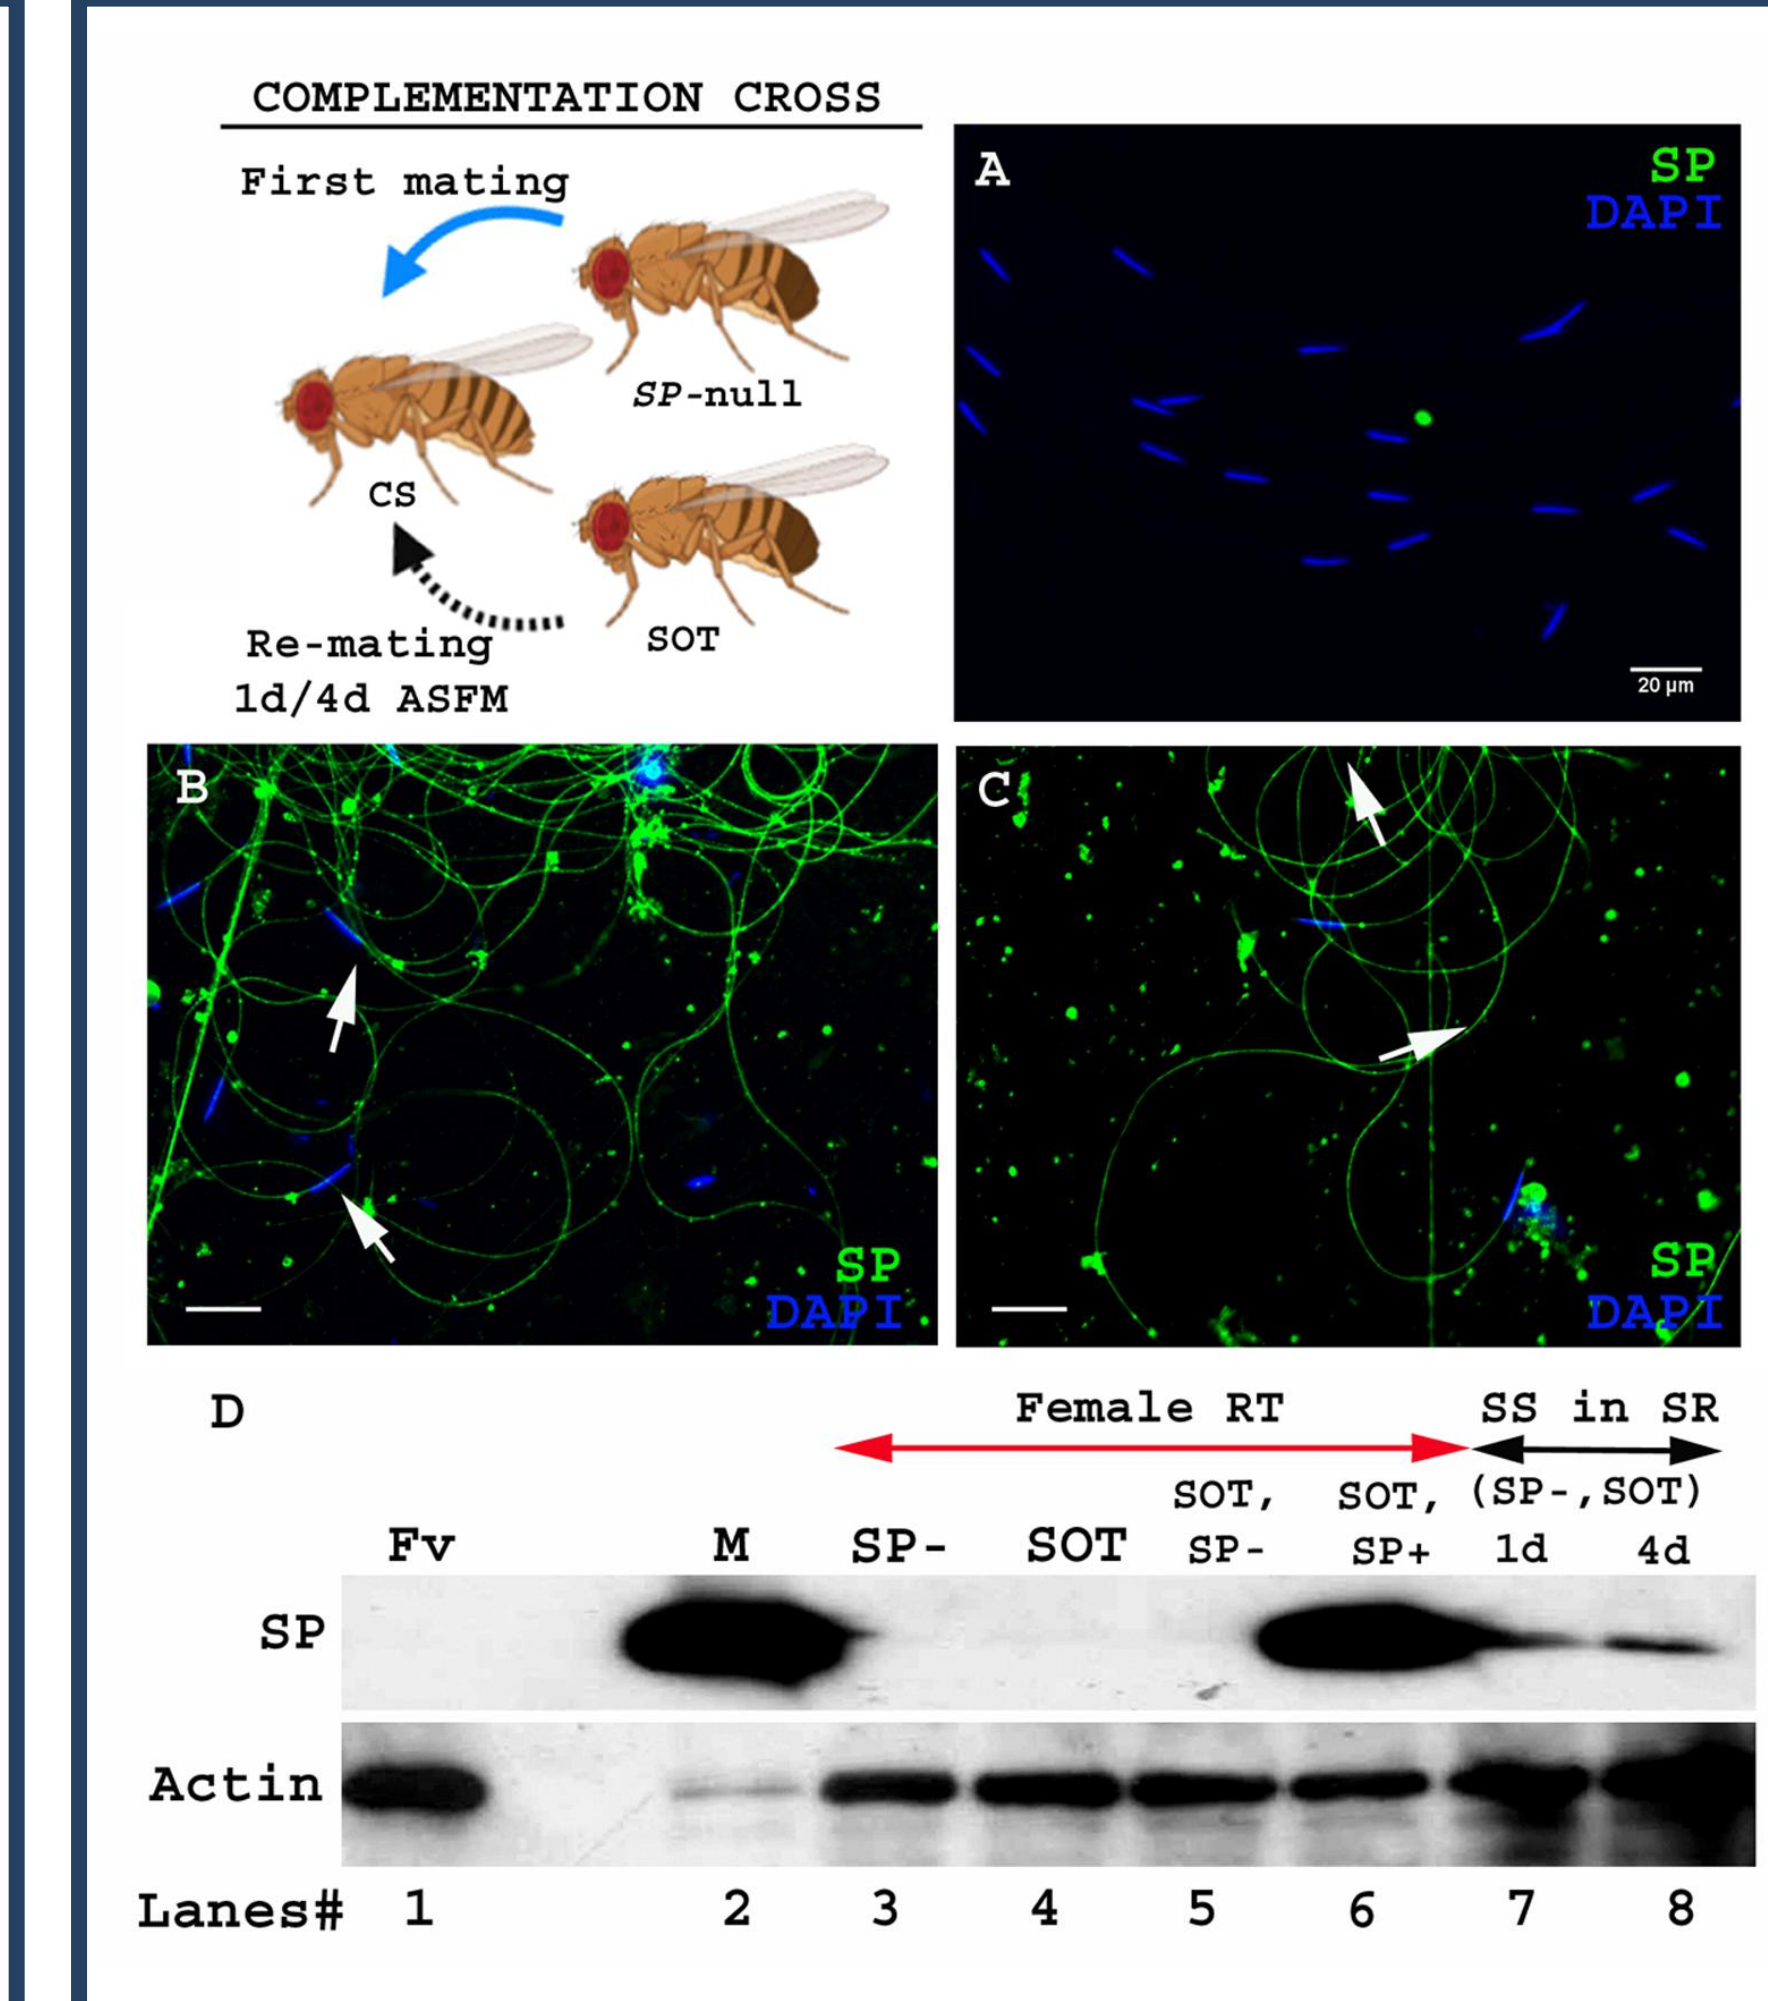 COMPLEMENTATION CROSS
First mating
SP-null
CS
SOT
Re-mating
1d/4d ASFM
A
SP
DAPI
20 µm
B
SP
DAPI
C
SP
DAPI
D
Female RT
SS in SR
SOT, SOT, (SP-,SOT)
Fv M SP- SOT SP- SP+ 1d 4d
SP
Actin
Lanes# 1 2 3 4 5 6 7 8